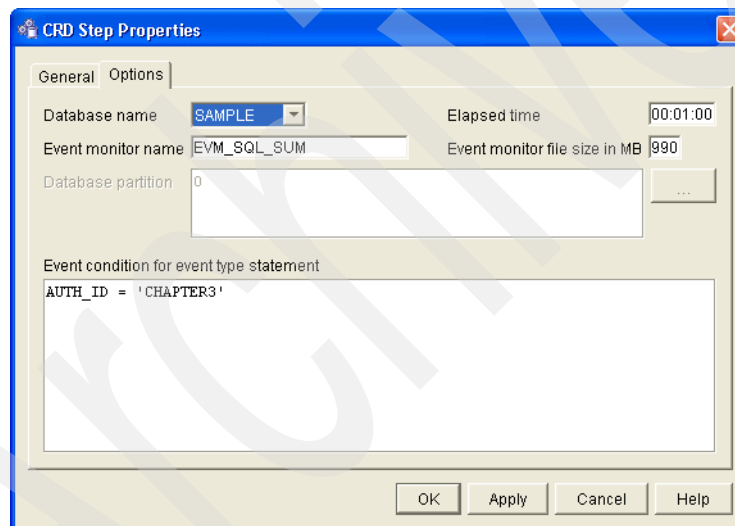 CRD Step Properties
General Options
Database name SAMPLE Elapsed time 00:01:00
Event monitor name EVM_SQL_SUM Event monitor file size in MB 990
Database partition 0 ...
Event condition for event type statement
AUTH_ID = 'CHAPTER3'
OK Apply Cancel Help